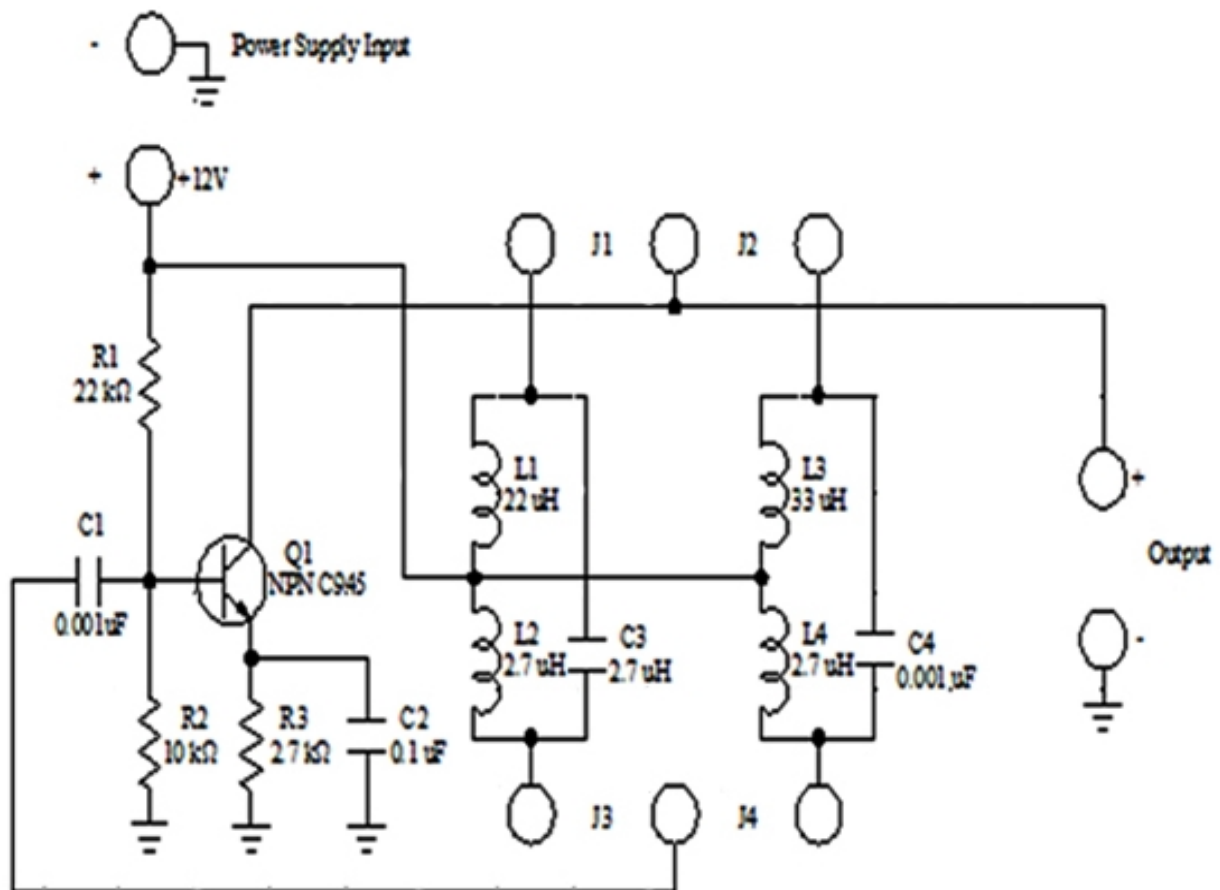 - Power Supply Input
+ +12V
J1 J2
R1
22 kΩ
L1
22 uH
L3
33 uH
+
C1
0.001uF
Q1
NPN C945
Output
L2
2.7 uH
C3
2.7 uH
L4
2.7 uH
C4
0.001,uF
-
R2
10 kΩ
R3
2.7 kΩ
C2
0.1 uF
J3 J4